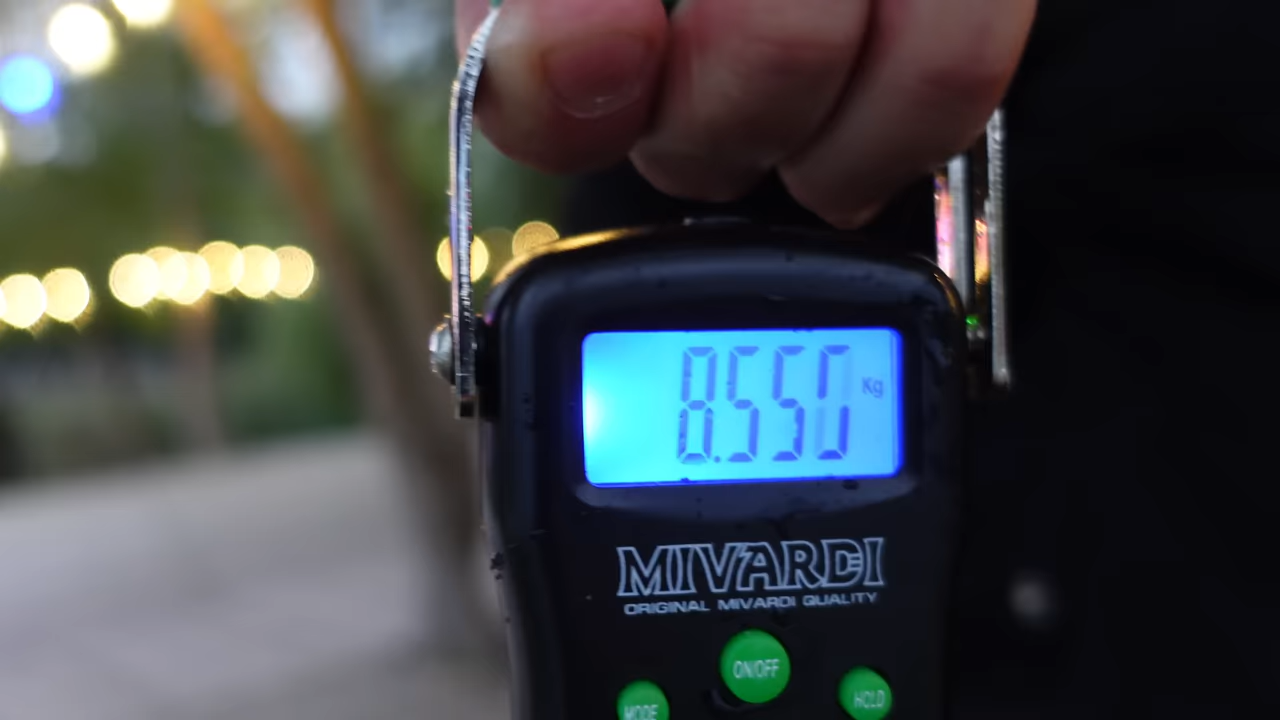 8.550 Kg
MIVARDI
ORIGINAL MIVARDI QUALITY
ON/OFF
MODE
HOLD